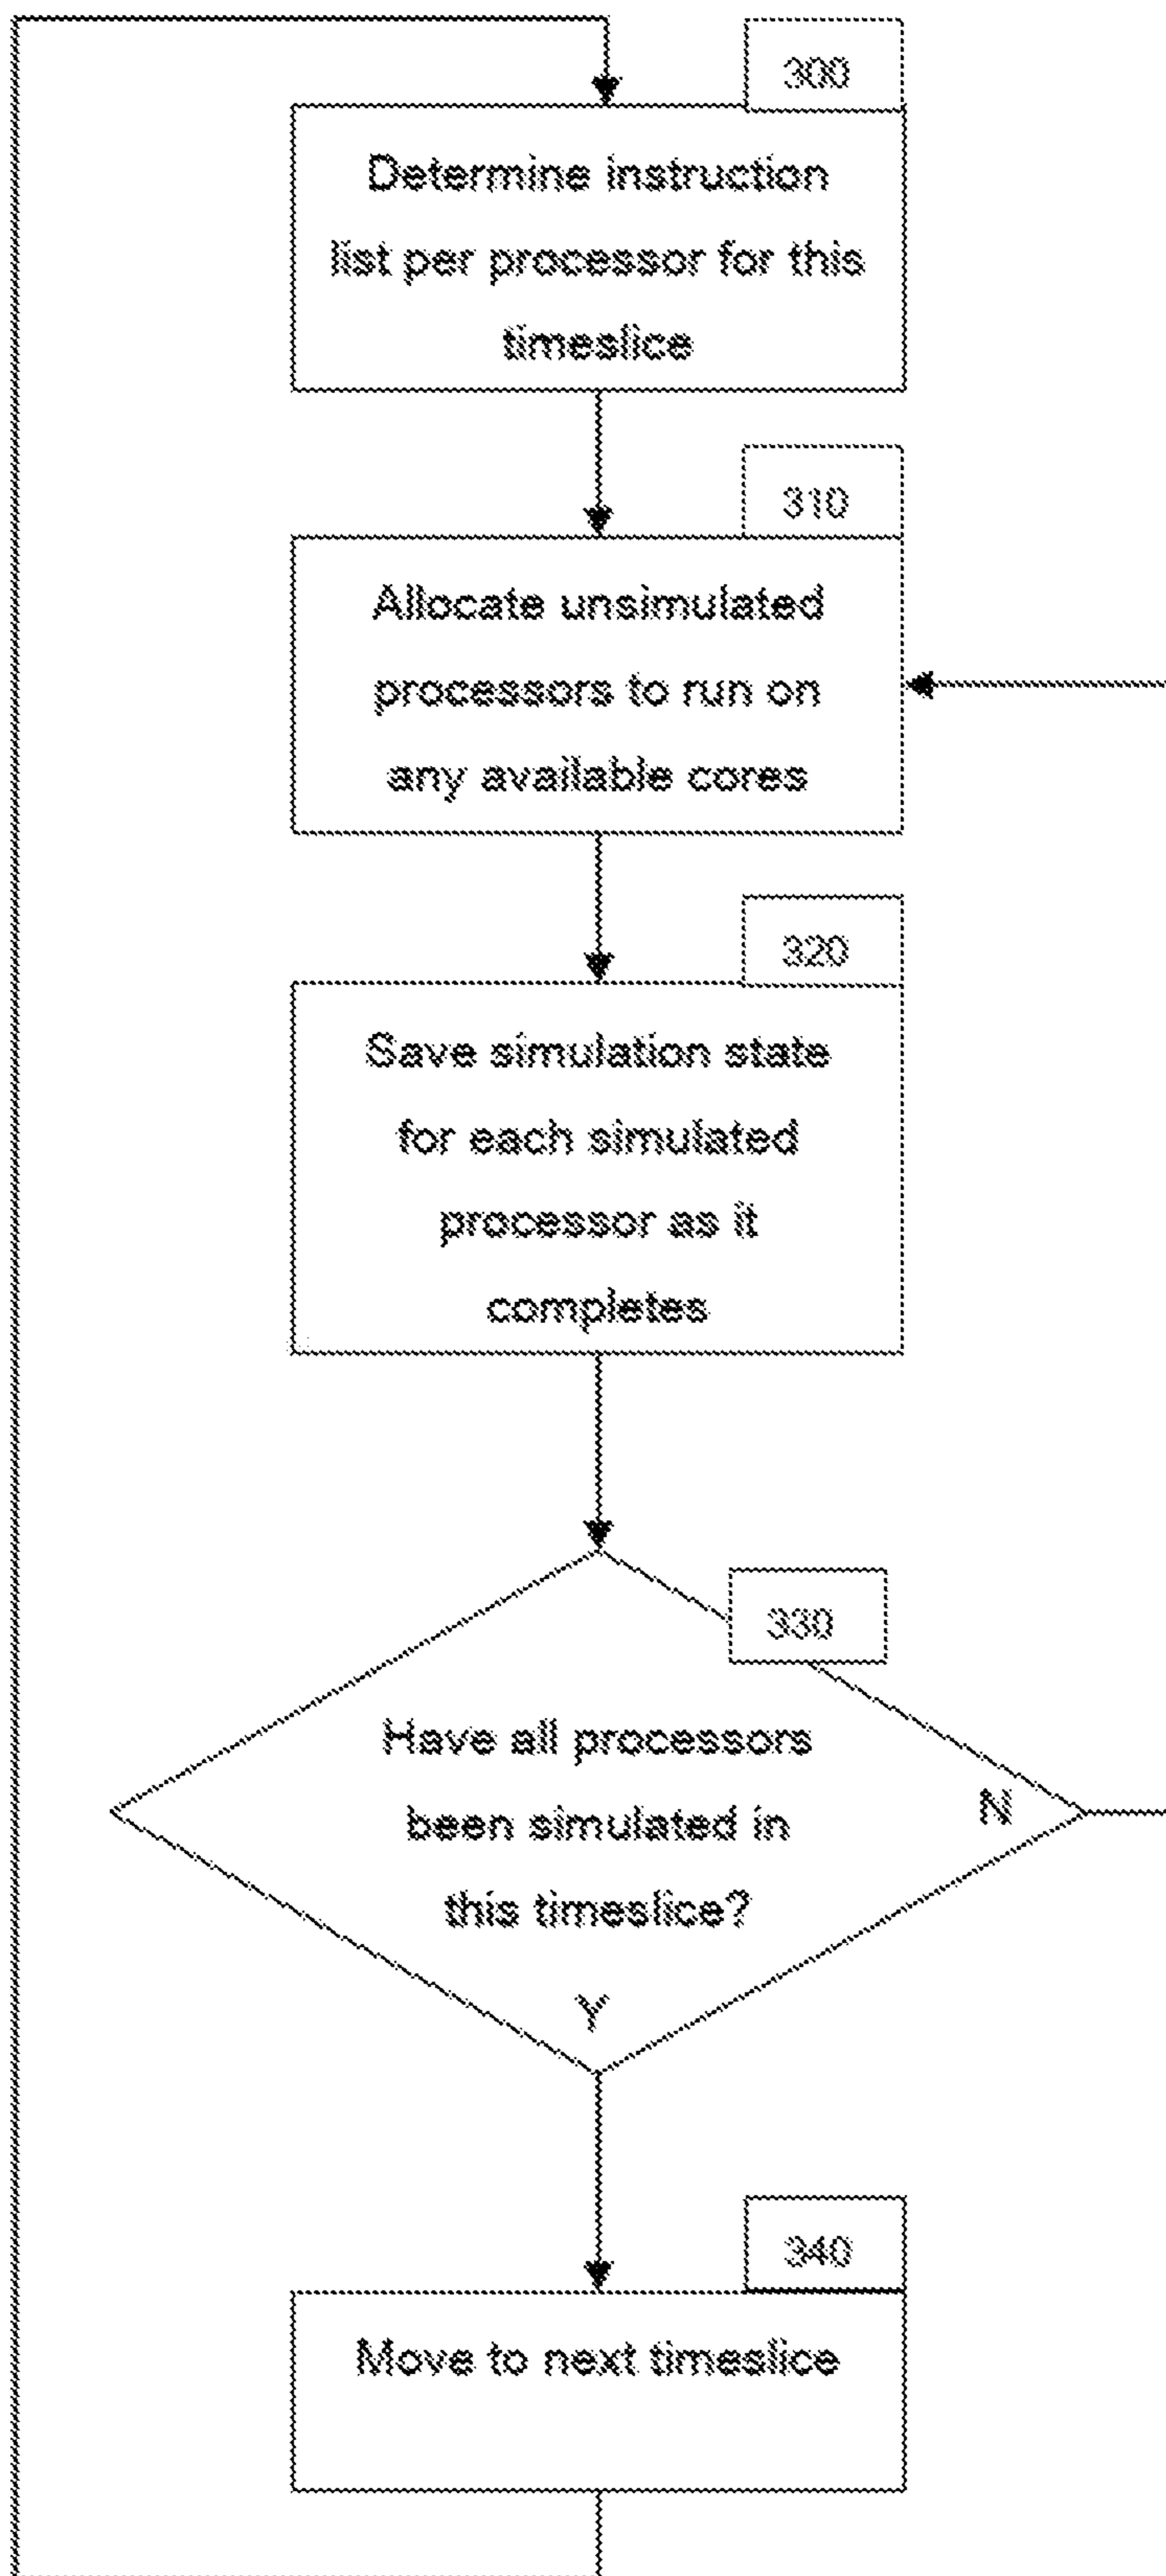 300
Determine instruction
list per processor for this
timeslice
310
Allocate unsimulated
processors to run on
any available cores
320
Save simulation state
for each simulated
processor as it
completes
330
Have all processors
been simulated in
this timeslice?
N
Y
340
Move to next timeslice